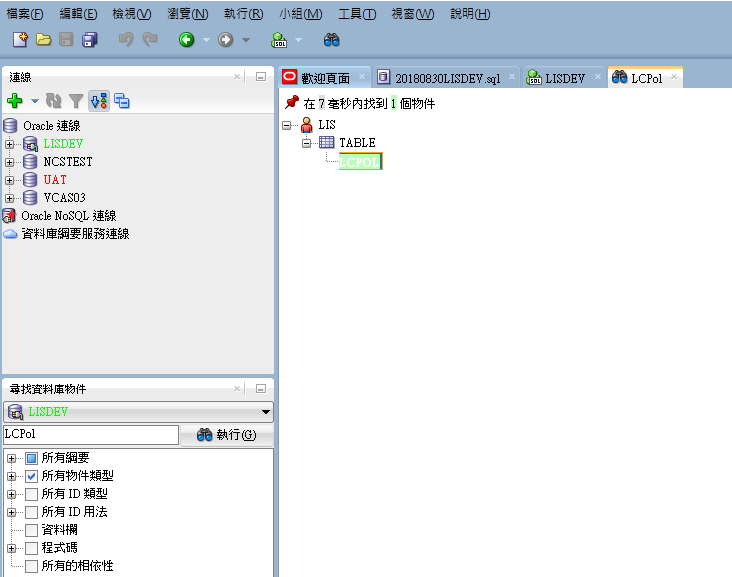 檔案(F) 編輯(E) 檢視(V) 瀏覽(N) 執行(R) 小組(M) 工具(T) 視窗(W) 說明(H)
連線
Oracle 連線
LISDEV
NCSTEST
UAT
VCAS03
Oracle NoSQL 連線
資料庫綱要服務連線
尋找資料庫物件
LISDEV
LCPol
執行(G)
所有綱要
所有物件類型
所有 ID 類型
所有 ID 用法
資料欄
程式碼
所有的相依性
歡迎頁面 20180830LISDEV.sql LISDEV LCPol
在 7 毫秒內找到 1 個物件
LIS
TABLE
LCPOL